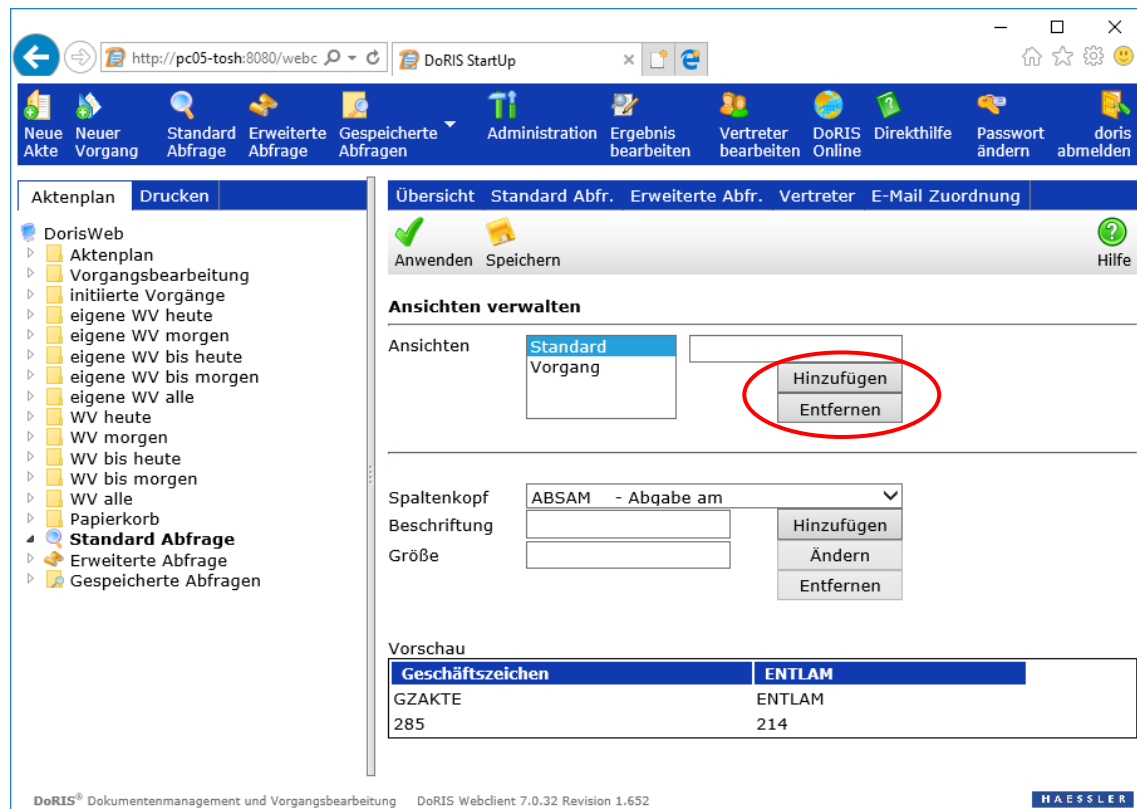 http://pc05-tosh:8080/webc
DoRIS StartUp
Neue Akte
Neuer Vorgang
Standard Abfrage
Erweiterte Abfrage
Gespeicherte Abfragen
Administration
Ergebnis bearbeiten
Vertreter bearbeiten
DoRIS Online
Direkthilfe
Passwort ändern
doris abmelden
Aktenplan Drucken
DorisWeb
Aktenplan
Vorgangsbearbeitung
initiierte Vorgänge
eigene WV heute
eigene WV morgen
eigene WV bis heute
eigene WV bis morgen
eigene WV alle
WV heute
WV morgen
WV bis heute
WV bis morgen
WV alle
Papierkorb
Standard Abfrage
Erweiterte Abfrage
Gespeicherte Abfragen
Übersicht Standard Abfr. Erweiterte Abfr. Vertreter E-Mail Zuordnung
Anwenden Speichern Hilfe
Ansichten verwalten
Ansichten Standard
Vorgang
Hinzufügen
Entfernen
Spaltenkopf ABSAM - Abgabe am
Beschriftung Hinzufügen
Größe Ändern
Entfernen
Vorschau
Geschäftszeichen ENTLAM
GZAKTE ENTLAM
285 214
DoRIS® Dokumentenmanagement und Vorgangsbearbeitung DoRIS Webclient 7.0.32 Revision 1.652 HAESSLER